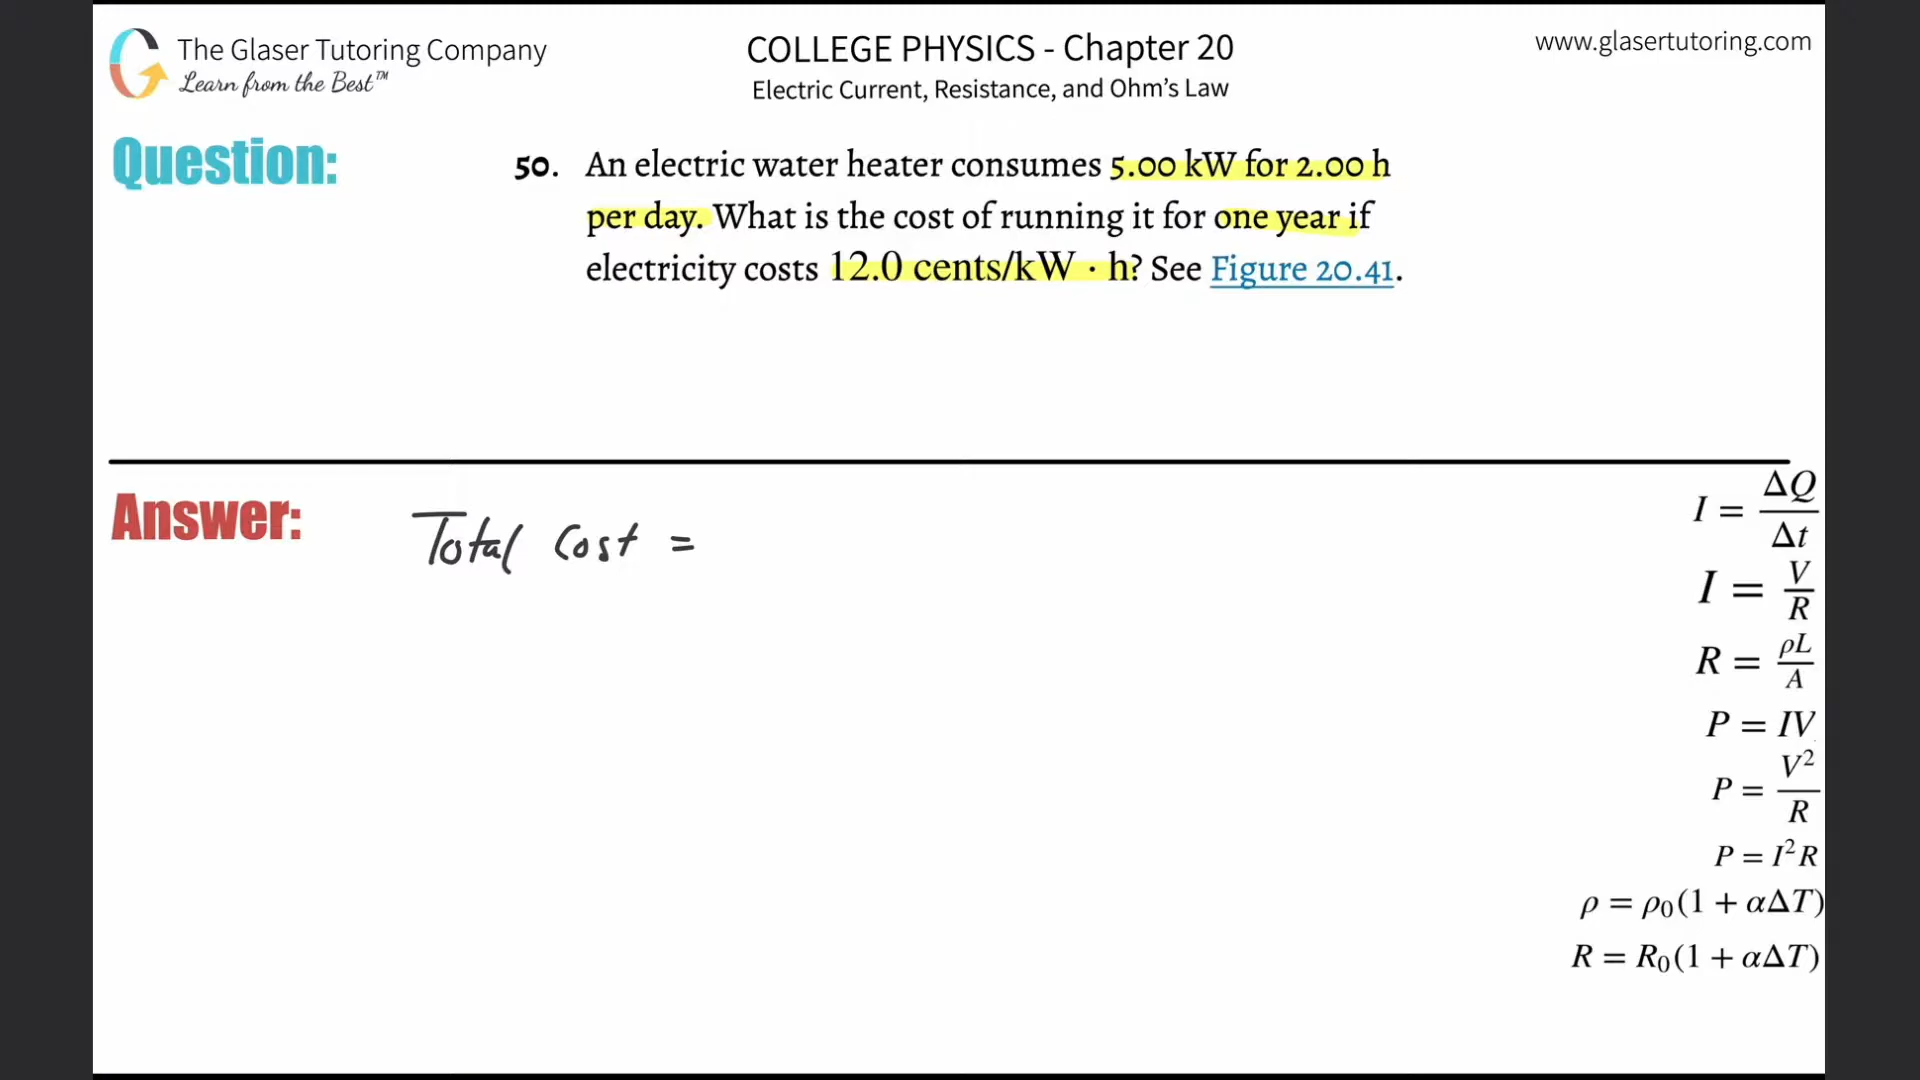 The Glaser Tutoring Company
Learn from the Best™
COLLEGE PHYSICS - Chapter 20
Electric Current, Resistance, and Ohm’s Law
www.glasertutoring.com
Question:
50. An electric water heater consumes 5.00 kW for 2.00 h
per day. What is the cost of running it for one year if
electricity costs 12.0 cents/kW · h? See Figure 20.41.
Answer:
Total Cost =
I = ΔQ/Δt
I = V/R
R = ρL/A
P = IV
P = V²/R
P = I²R
ρ = ρ₀(1 + αΔT)
R = R₀(1 + αΔT)